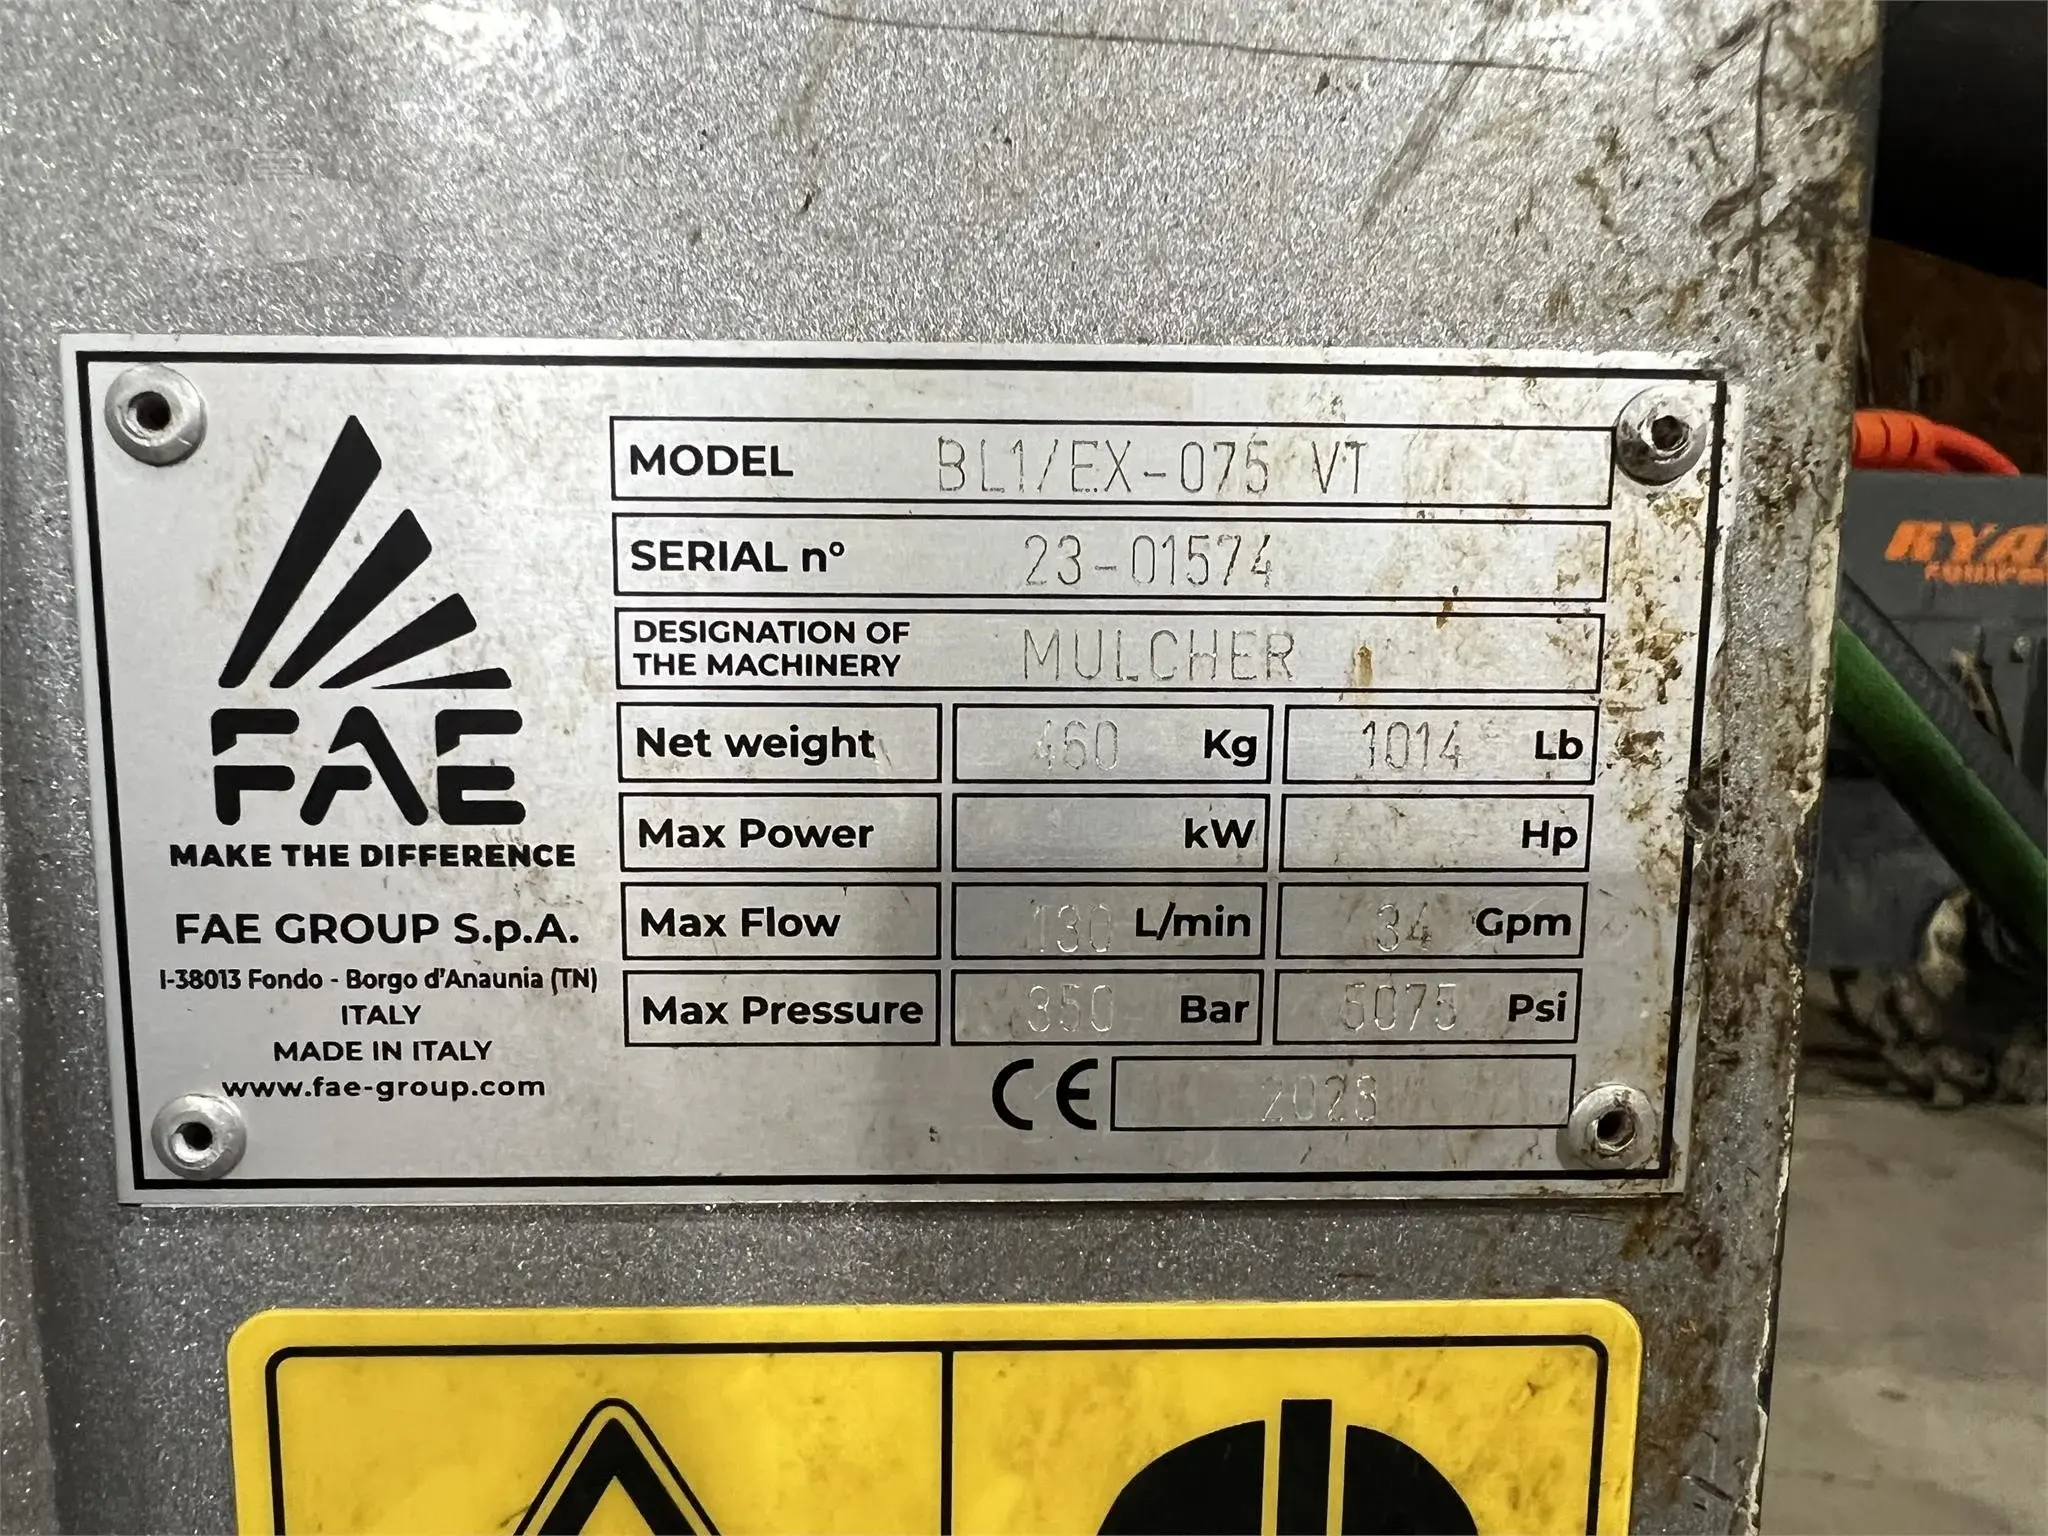 FAE
MAKE THE DIFFERENCE
FAE GROUP S.p.A.
I-38013 Fondo - Borgo d'Anaunia (TN)
ITALY
MADE IN ITALY
www.fae-group.com
MODEL BL1/EX-075 VT
SERIAL n° 23-01574
DESIGNATION OF
THE MACHINERY MULCHER
Net weight 460 Kg 1014 Lb
Max Power kW Hp
Max Flow 130 L/min 34 Gpm
Max Pressure 350 Bar 5075 Psi
CE 2023